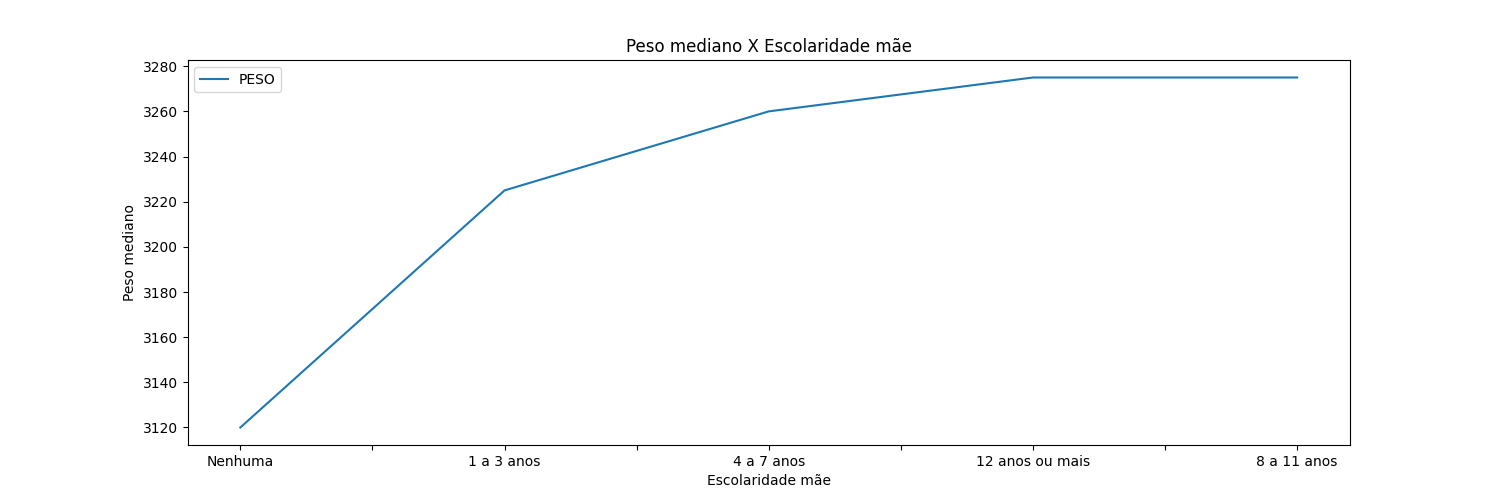 Peso mediano X Escolaridade mãe
PESO
3280
3260
3240
3220
3200
3180
3160
3140
3120
Peso mediano
Nenhuma 1 a 3 anos 4 a 7 anos 12 anos ou mais 8 a 11 anos
Escolaridade mãe